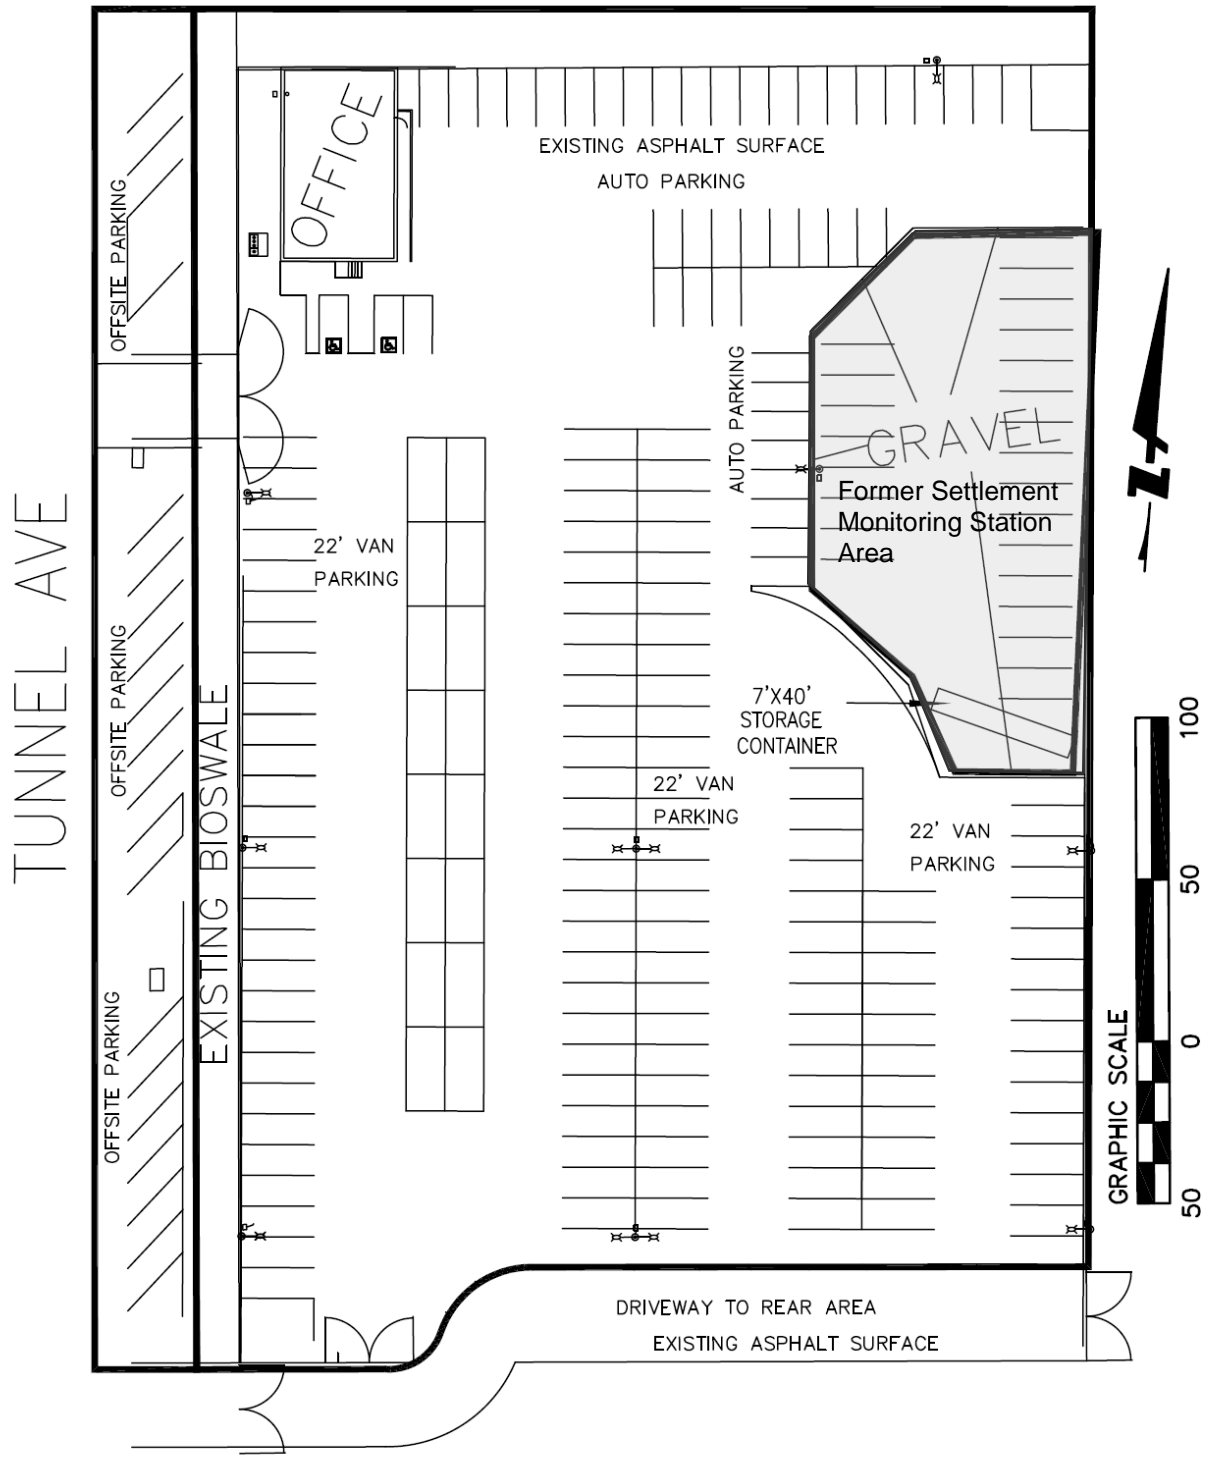 OFFICE
EXISTING ASPHALT SURFACE
AUTO PARKING
OFFSITE PARKING
AUTO PARKING
GRAVEL
Former Settlement
Monitoring Station
Area
N
TUNNEL AVE
22' VAN
PARKING
OFFSITE PARKING
EXISTING BIOSWALE
7'X40'
STORAGE
CONTAINER
22' VAN
PARKING
22' VAN
PARKING
OFFSITE PARKING
GRAPHIC SCALE
50
0
50
100
DRIVEWAY TO REAR AREA
EXISTING ASPHALT SURFACE